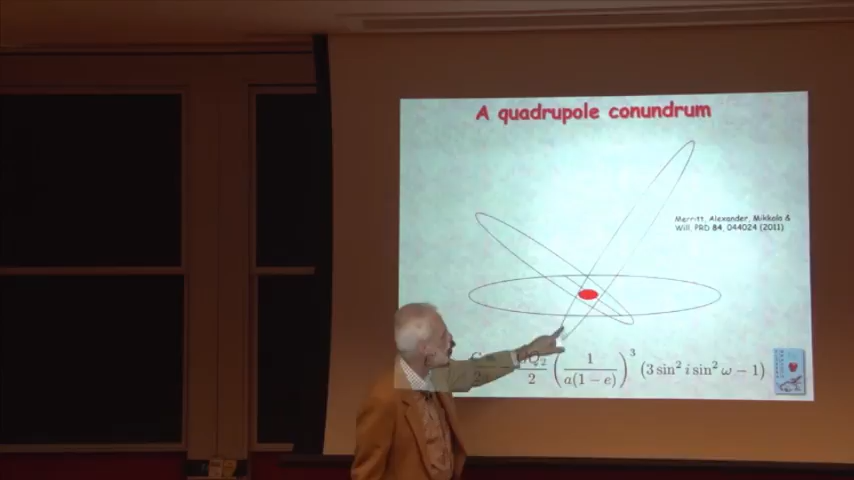 A quadrupole conundrum
Merritt, Alexander, Mikkola &
Will, PRD 84, 044024 (2011)
2 ( 1 / a(1 − e) )³ (3 sin² i sin² ω − 1)